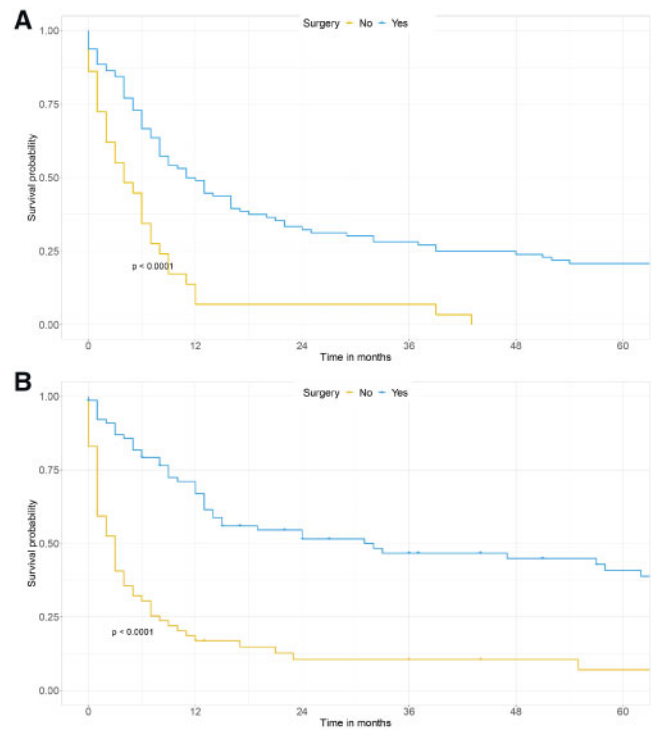 A
Surgery No Yes
1.00
0.75
0.50
0.25
0.00
Survival probability
p < 0.0001
0 12 24 36 48 60
Time in months
B
Surgery No Yes
1.00
0.75
0.50
0.25
0.00
Survival probability
p < 0.0001
0 12 24 36 48 60
Time in months